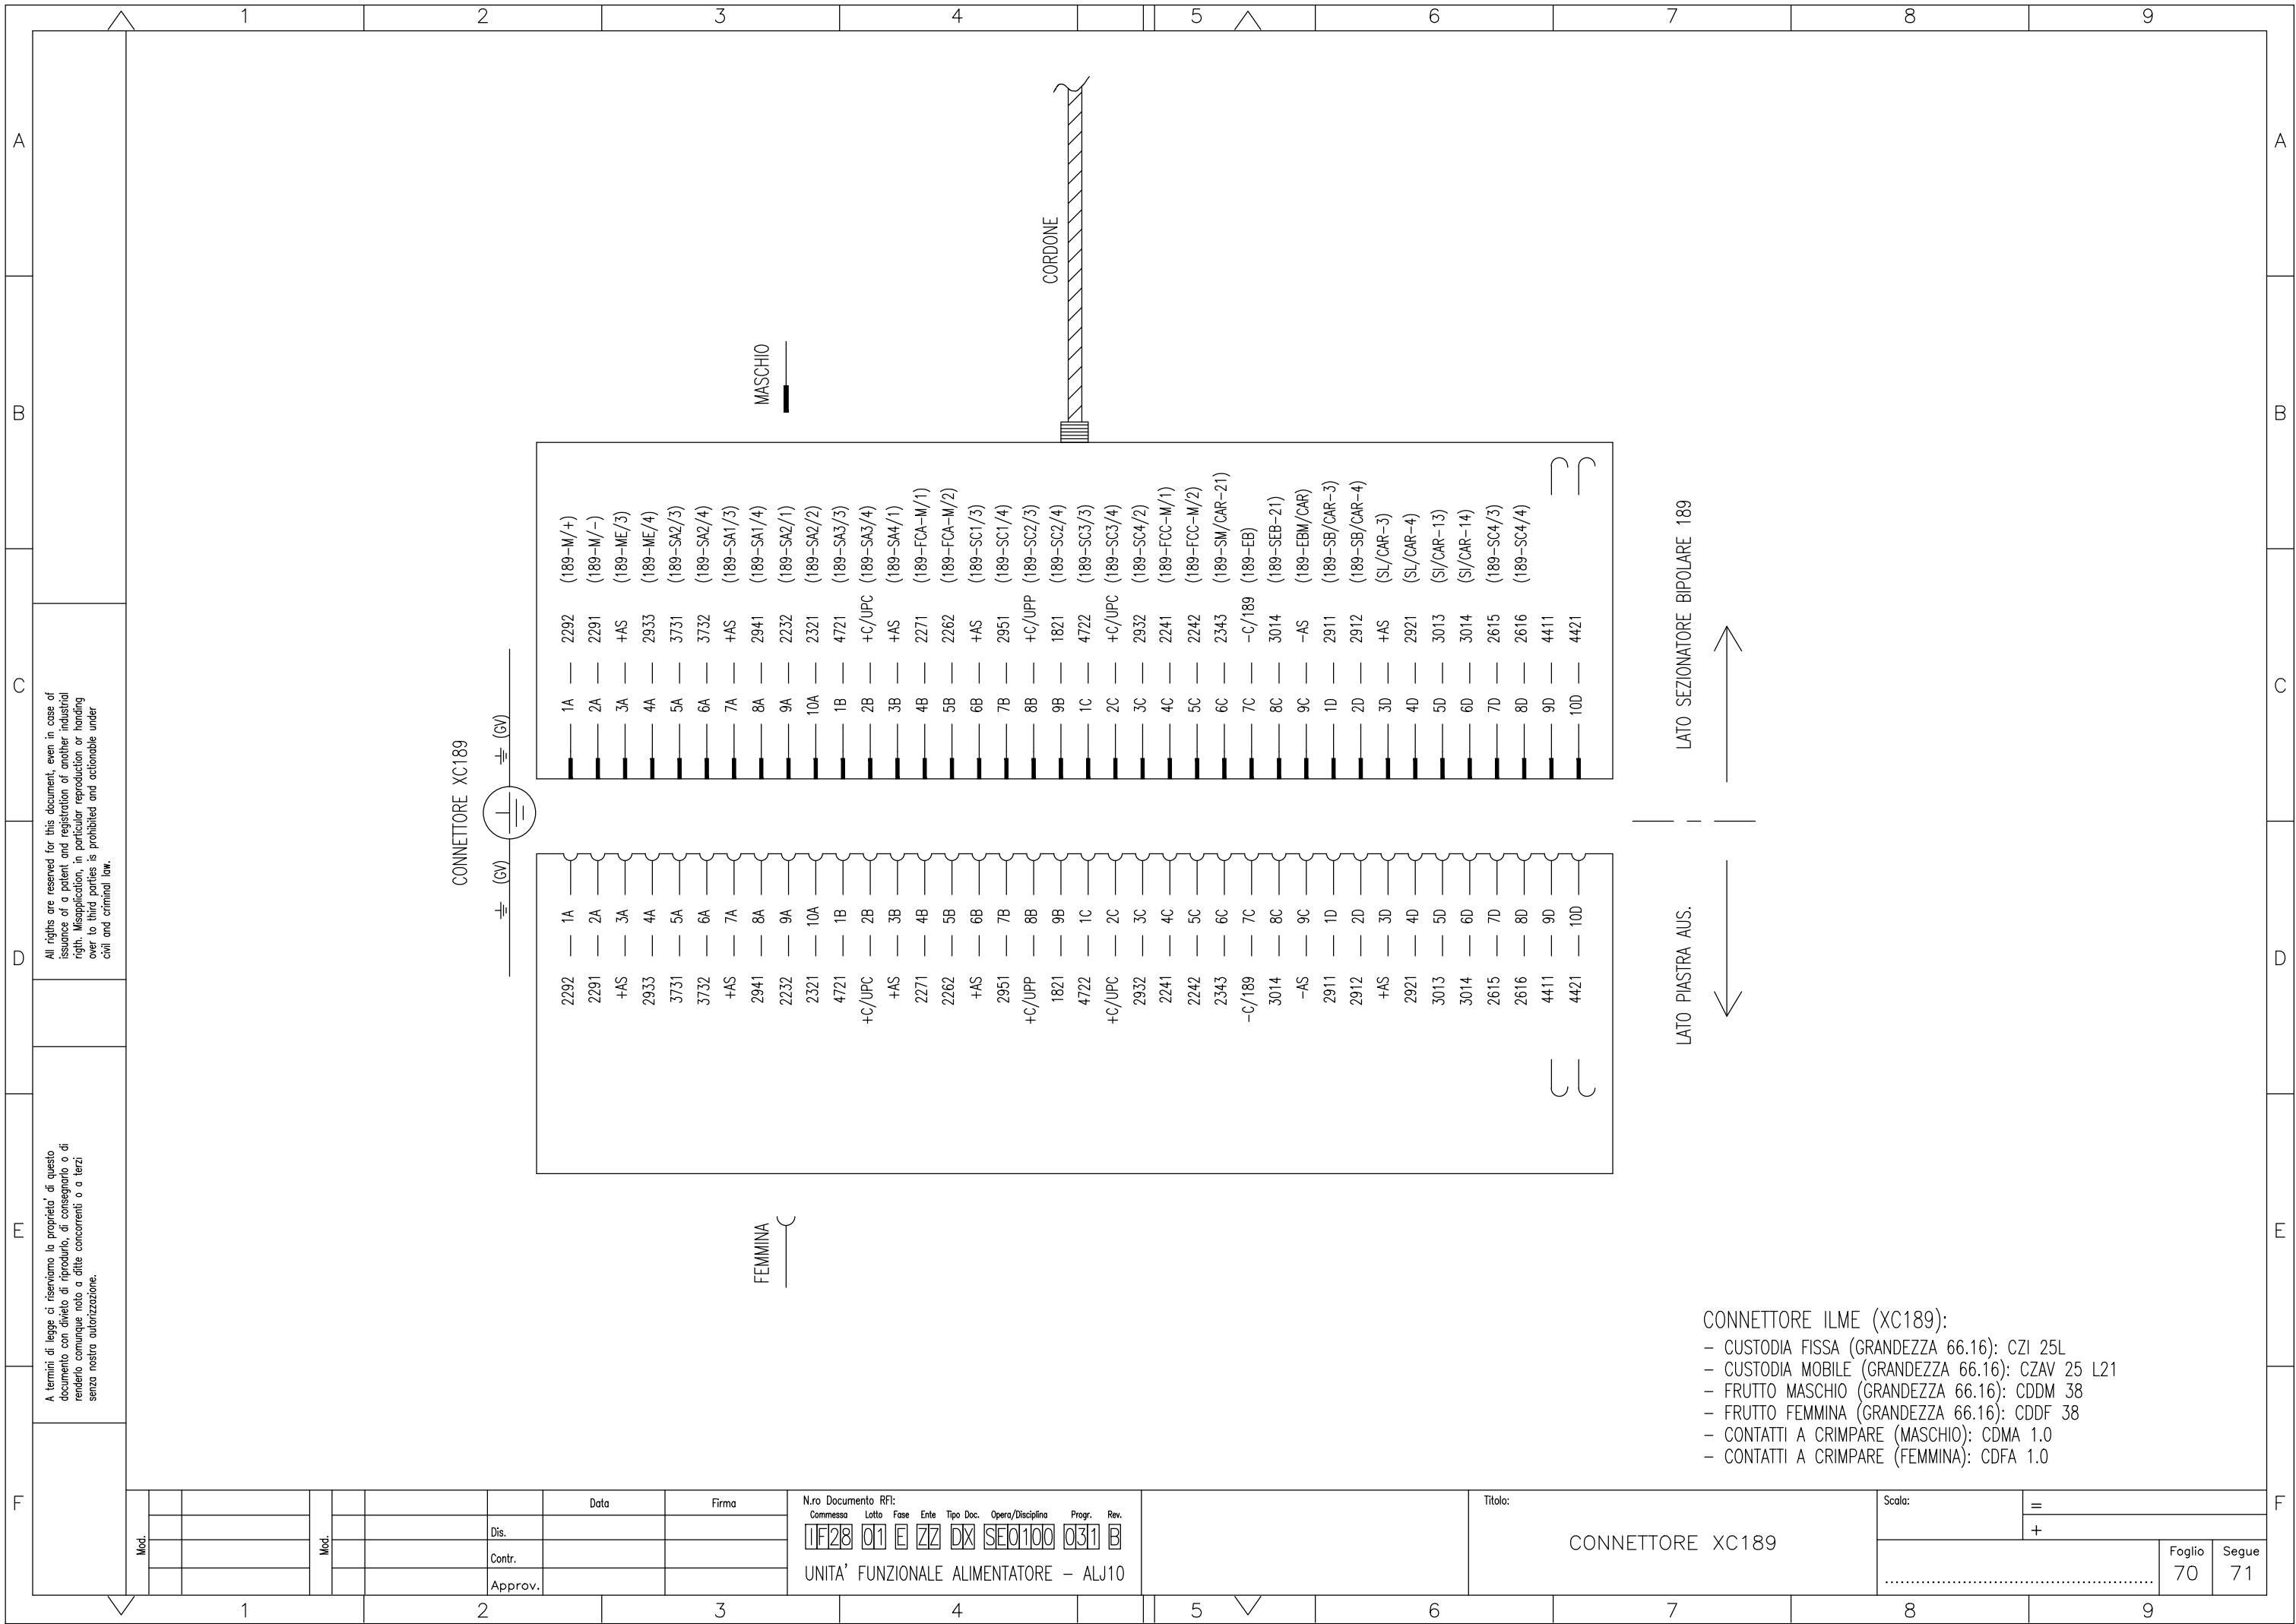 1 2 3 4 5 6 7 8 9
A A
B B
C C
D D
E E
F F
All rigths are reserved for this document, even in case of
issuance of a patent and registration of another industrial
rigth. Misapplication, in particular reproduction or handing
over to third parties is prohibited and actionable under
civil and criminal law.
A termini di legge ci riserviamo la proprieta' di questo
documento con divieto di riprodurlo, di consegnarlo o di
renderlo comunque noto a ditte concorrenti o a terzi
senza nostra autorizzazione.
CORDONE
MASCHIO
CONNETTORE XC189
(GV)
(GV)
1A 2292 (189-M/+)
2A 2291 (189-M/-)
3A +AS (189-ME/3)
4A 2933 (189-ME/4)
5A 3731 (189-SA2/3)
6A 3732 (189-SA2/4)
7A +AS (189-SA1/3)
8A 2941 (189-SA1/4)
9A 2232 (189-SA2/1)
10A 2321 (189-SA2/2)
1B 4721 (189-SA3/3)
2B +C/UPC (189-SA3/4)
3B +AS (189-SA4/1)
4B 2271 (189-FCA-M/1)
5B 2262 (189-FCA-M/2)
6B +AS (189-SC1/3)
7B 2951 (189-SC1/4)
8B +C/UPP (189-SC2/3)
9B 1821 (189-SC2/4)
1C 4722 (189-SC3/3)
2C +C/UPC (189-SC3/4)
3C 2932 (189-SC4/2)
4C 2241 (189-FCC-M/1)
5C 2242 (189-FCC-M/2)
6C 2343 (189-SM/CAR-21)
7C -C/189 (189-EB)
8C 3014 (189-SEB-21)
9C -AS (189-EBM/CAR)
1D 2911 (189-SB/CAR-3)
2D 2912 (189-SB/CAR-4)
3D +AS (SL/CAR-3)
4D 2921 (SL/CAR-4)
5D 3013 (SI/CAR-13)
6D 3014 (SI/CAR-14)
7D 2615 (189-SC4/3)
8D 2616 (189-SC4/4)
9D 4411
10D 4421
LATO SEZIONATORE BIPOLARE 189
2292 1A
2291 2A
+AS 3A
2933 4A
3731 5A
3732 6A
+AS 7A
2941 8A
2232 9A
2321 10A
4721 1B
+C/UPC 2B
+AS 3B
2271 4B
2262 5B
+AS 6B
2951 7B
+C/UPP 8B
1821 9B
4722 1C
+C/UPC 2C
2932 3C
2241 4C
2242 5C
2343 6C
-C/189 7C
3014 8C
-AS 9C
2911 1D
2912 2D
+AS 3D
2921 4D
3013 5D
3014 6D
2615 7D
2616 8D
4411 9D
4421 10D
LATO PIASTRA AUS.
FEMMINA
CONNETTORE ILME (XC189):
- CUSTODIA FISSA (GRANDEZZA 66.16): CZI 25L
- CUSTODIA MOBILE (GRANDEZZA 66.16): CZAV 25 L21
- FRUTTO MASCHIO (GRANDEZZA 66.16): CDDM 38
- FRUTTO FEMMINA (GRANDEZZA 66.16): CDDF 38
- CONTATTI A CRIMPARE (MASCHIO): CDMA 1.0
- CONTATTI A CRIMPARE (FEMMINA): CDFA 1.0
Mod.
Mod.
Data Firma
Dis.
Contr.
Approv.
N.ro Documento RFI:
Commessa Lotto Fase Ente Tipo Doc. Opera/Disciplina Progr. Rev.
IF28 01 E ZZ DX SE0100 031 B
UNITA' FUNZIONALE ALIMENTATORE - ALJ10
Titolo:
CONNETTORE XC189
Scala:
=
+
Foglio Segue
70 71
1 2 3 4 5 6 7 8 9